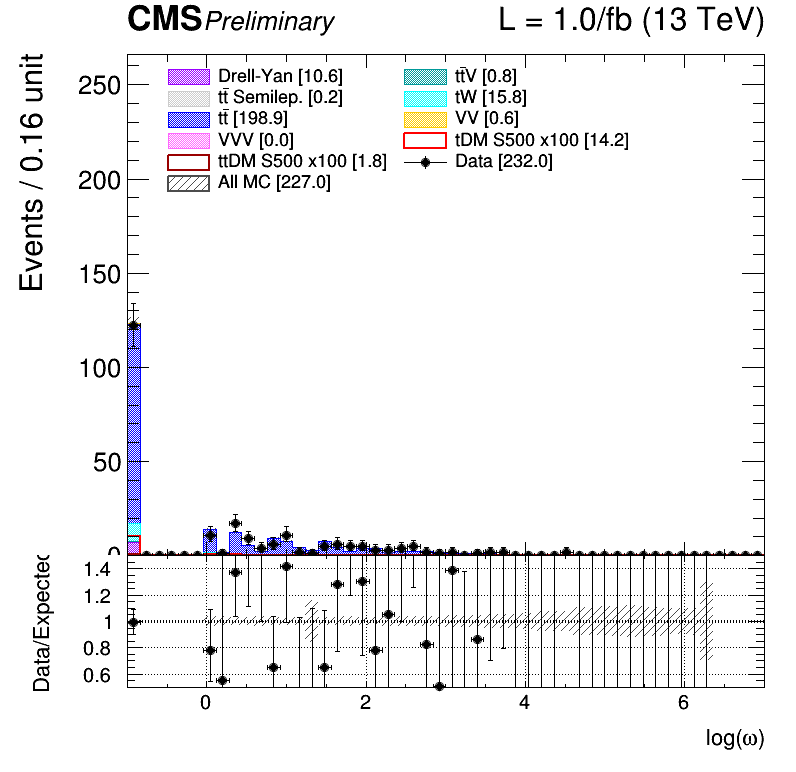 CMS Preliminary L = 1.0/fb (13 TeV)
Events / 0.16 unit
250
200
150
100
50
0
Drell-Yan [10.6]
tt̄ Semilep. [0.2]
tt̄ [198.9]
VVV [0.0]
ttDM S500 x100 [1.8]
All MC [227.0]
tt̄V [0.8]
tW [15.8]
VV [0.6]
tDM S500 x100 [14.2]
Data [232.0]
Data/Expected
1.4
1.2
1
0.8
0.6
0 2 4 6
log(ω)